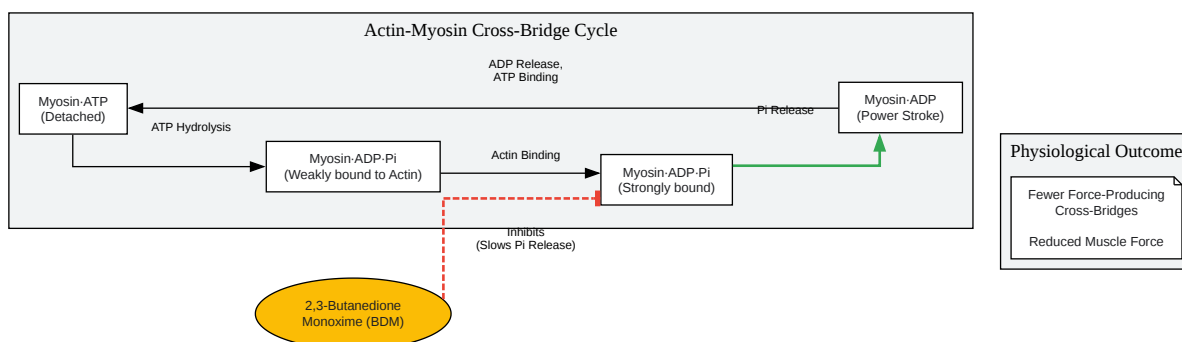 Actin-Myosin Cross-Bridge Cycle
ADP Release,
ATP Binding
Myosin·ATP
(Detached)
Pi Release
Myosin·ADP
(Power Stroke)
ATP Hydrolysis
Myosin·ADP·Pi
(Weakly bound to Actin)
Actin Binding
Myosin·ADP·Pi
(Strongly bound)
Inhibits
(Slows Pi Release)
2,3-Butanedione
Monoxime (BDM)
Physiological Outcome
Fewer Force-Producing
Cross-Bridges
Reduced Muscle Force